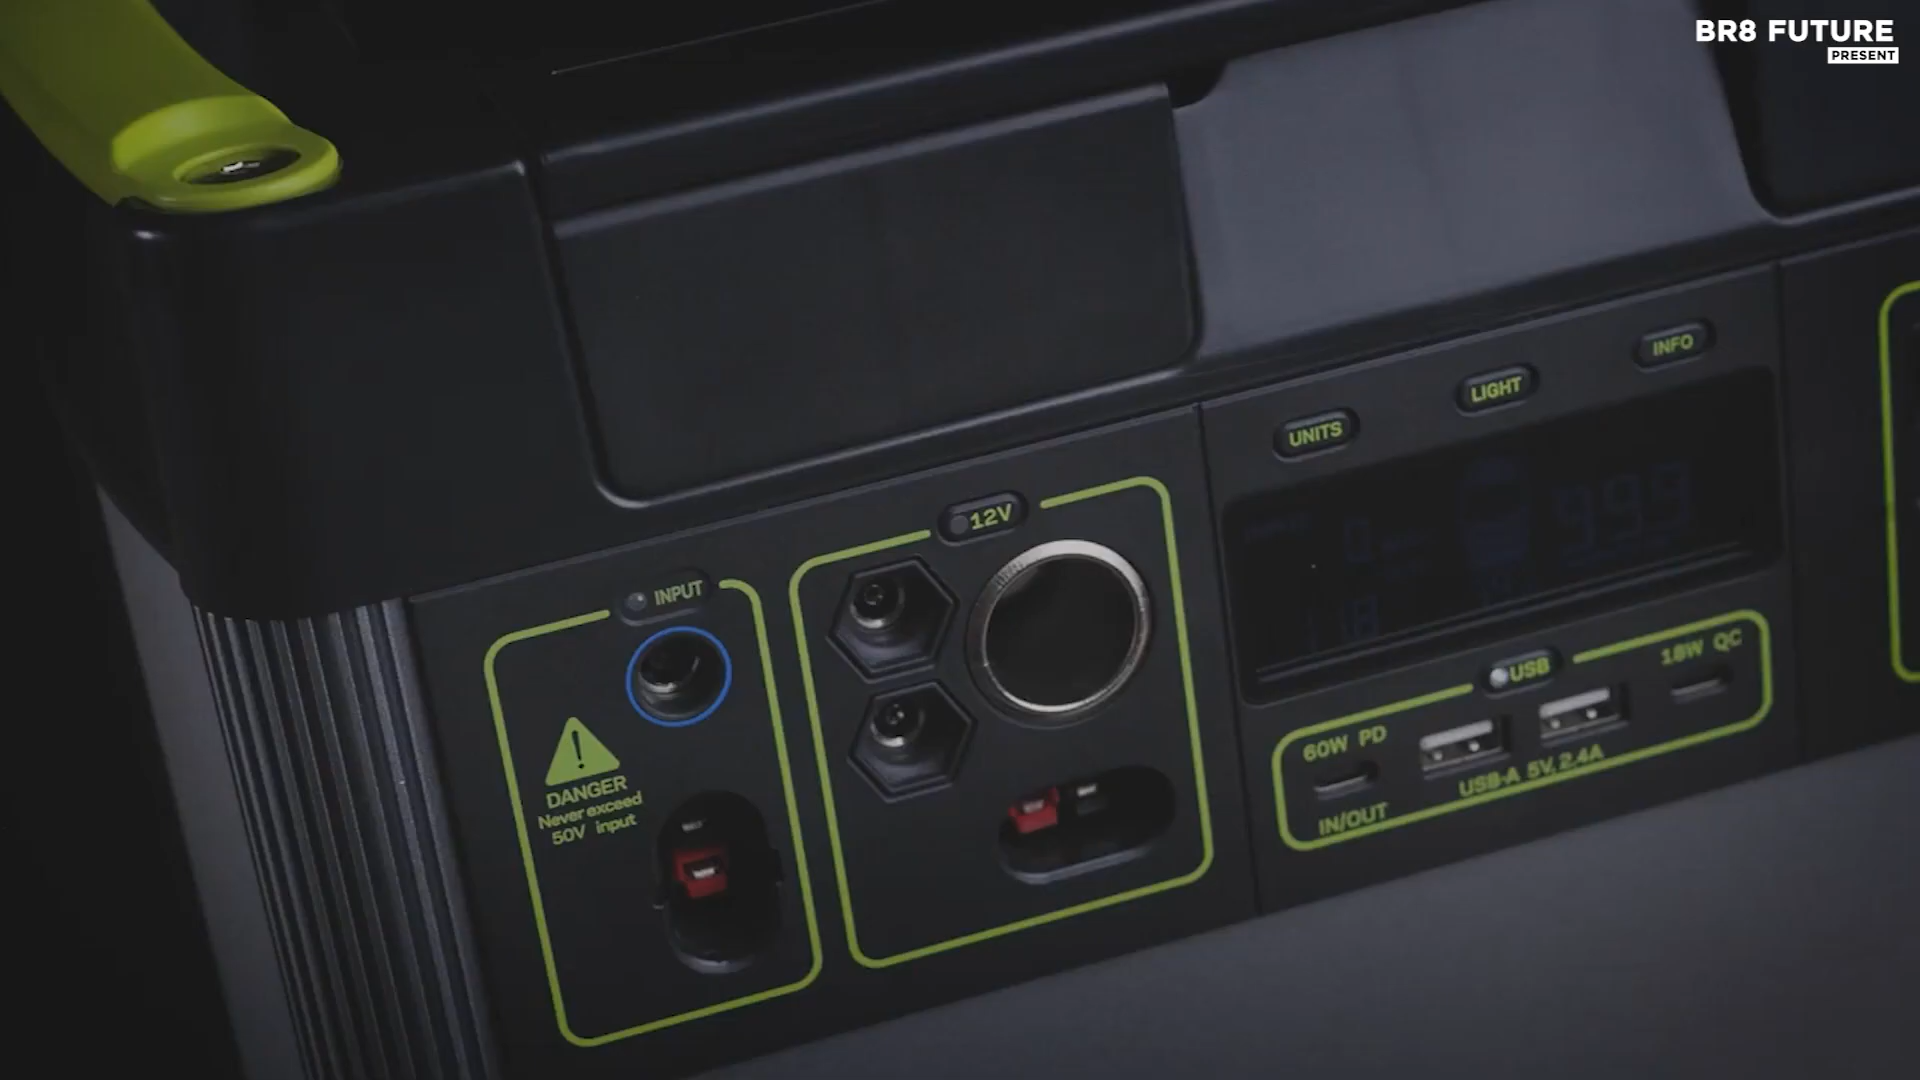 BR8 FUTURE
PRESENT
INFO
LIGHT
UNITS
12V
INPUT
DANGER
Never exceed
50V input
USB
18W QC
60W PD
USB-A 5V, 2.4A
IN/OUT